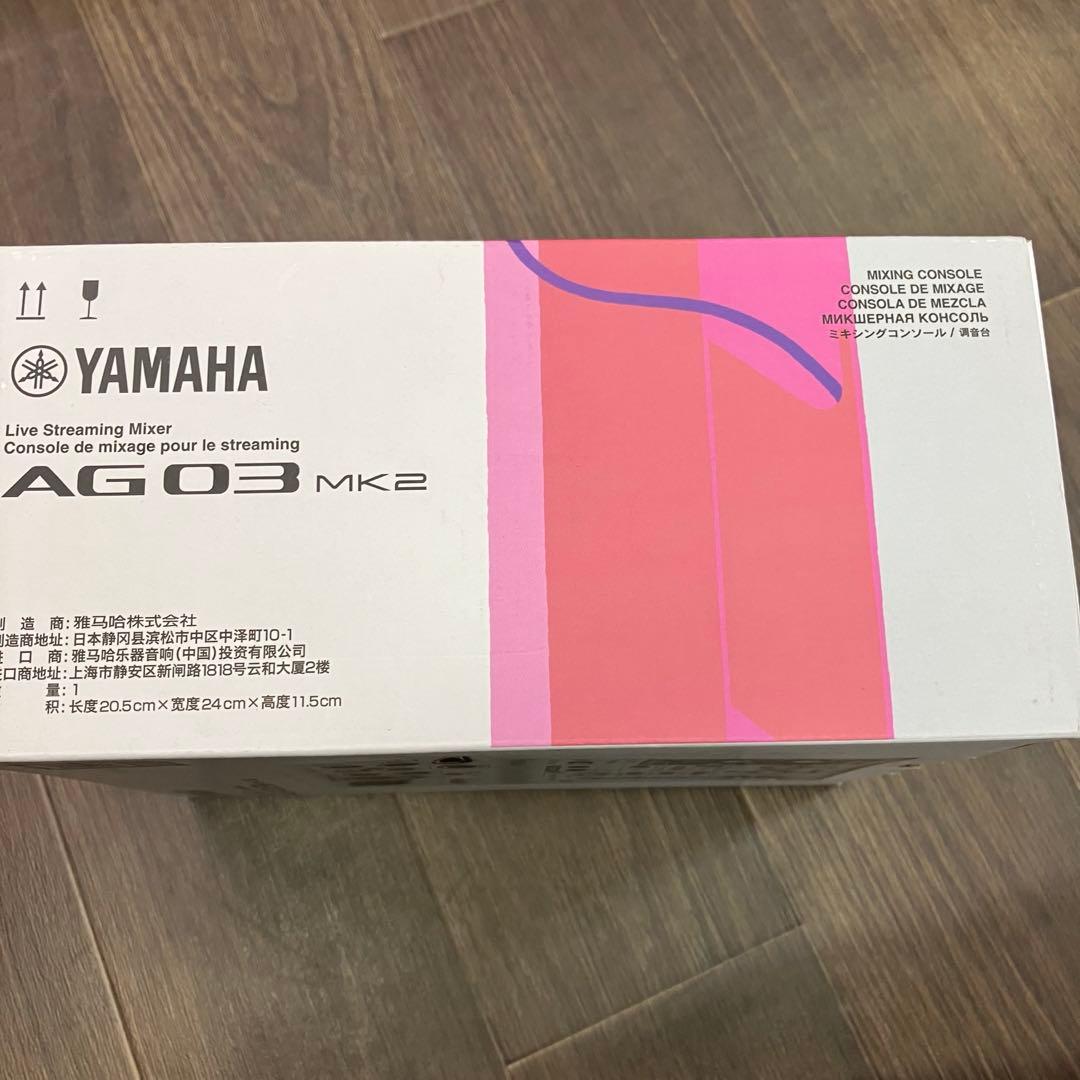 YAMAHA
Live Streaming Mixer
Console de mixage pour le streaming
AG03 MK2
MIXING CONSOLE
CONSOLE DE MIXAGE
CONSOLA DE MEZCLA
МИКШЕРНАЯ КОНСОЛЬ
ミキシングコンソール / 调音台
造 商: 雅马哈株式会社
造商地址: 日本静冈县滨松市中区中泽町10-1
口 商: 雅马哈乐器音响(中国)投资有限公司
口商地址: 上海市静安区新闸路1818号云和大厦2楼
量: 1
积: 长度20.5cm×宽度24cm×高度11.5cm